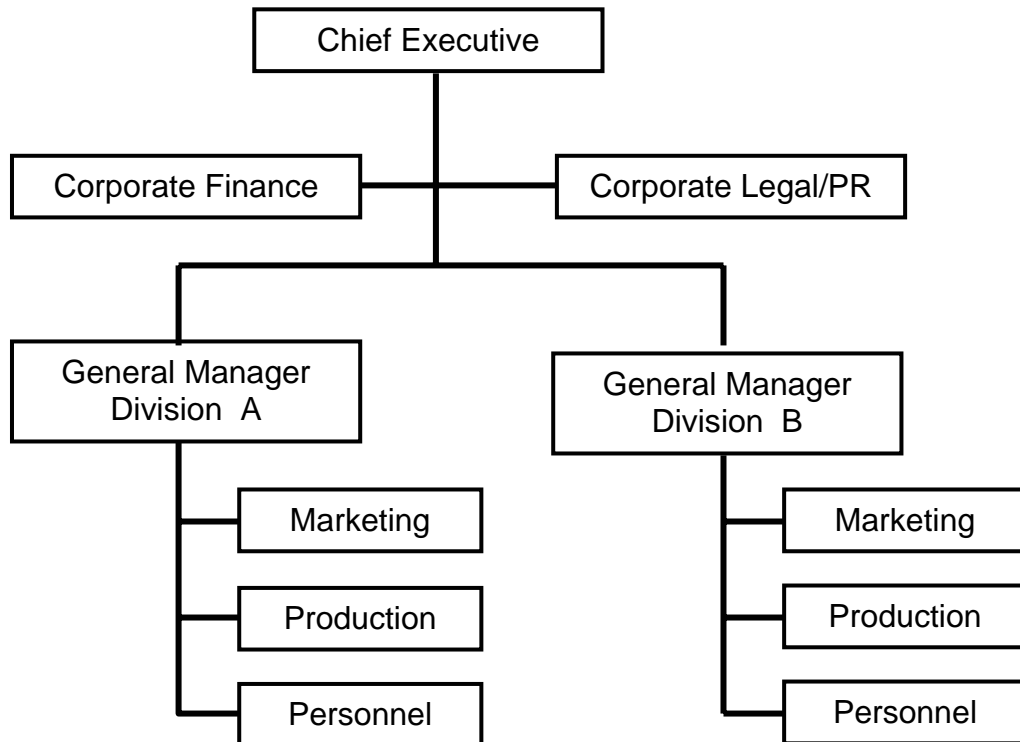 Chief Executive
Corporate Finance
Corporate Legal/PR
General Manager
Division A
General Manager
Division B
Marketing
Production
Personnel
Marketing
Production
Personnel